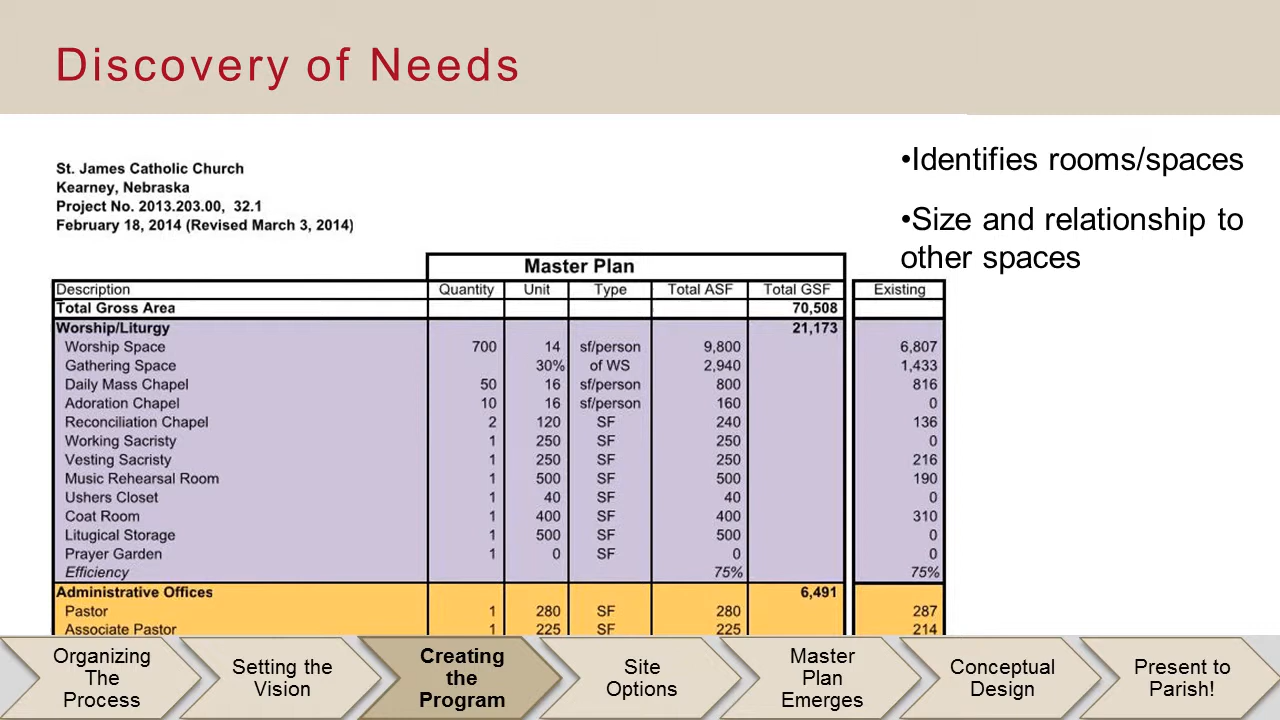 Discovery of Needs
St. James Catholic Church
Kearney, Nebraska
Project No. 2013.203.00, 32.1
February 18, 2014 (Revised March 3, 2014)
•Identifies rooms/spaces
•Size and relationship to
other spaces
Master Plan
Description Quantity Unit Type Total ASF Total GSF Existing
Total Gross Area 70,508
Worship/Liturgy 21,173
Worship Space 700 14 sf/person 9,800 6,807
Gathering Space 30% of WS 2,940 1,433
Daily Mass Chapel 50 16 sf/person 800 816
Adoration Chapel 10 16 sf/person 160 0
Reconciliation Chapel 2 120 SF 240 136
Working Sacristy 1 250 SF 250 0
Vesting Sacristy 1 250 SF 250 216
Music Rehearsal Room 1 500 SF 500 190
Ushers Closet 1 40 SF 40 0
Coat Room 1 400 SF 400 310
Litugical Storage 1 500 SF 500 0
Prayer Garden 1 0 SF 0 0
Efficiency 75% 75%
Administrative Offices 6,491
Pastor 1 280 SF 280 287
Associate Pastor 1 225 SF 225 214
Organizing
The
Process
Setting the
Vision
Creating
the
Program
Site
Options
Master
Plan
Emerges
Conceptual
Design
Present to
Parish!